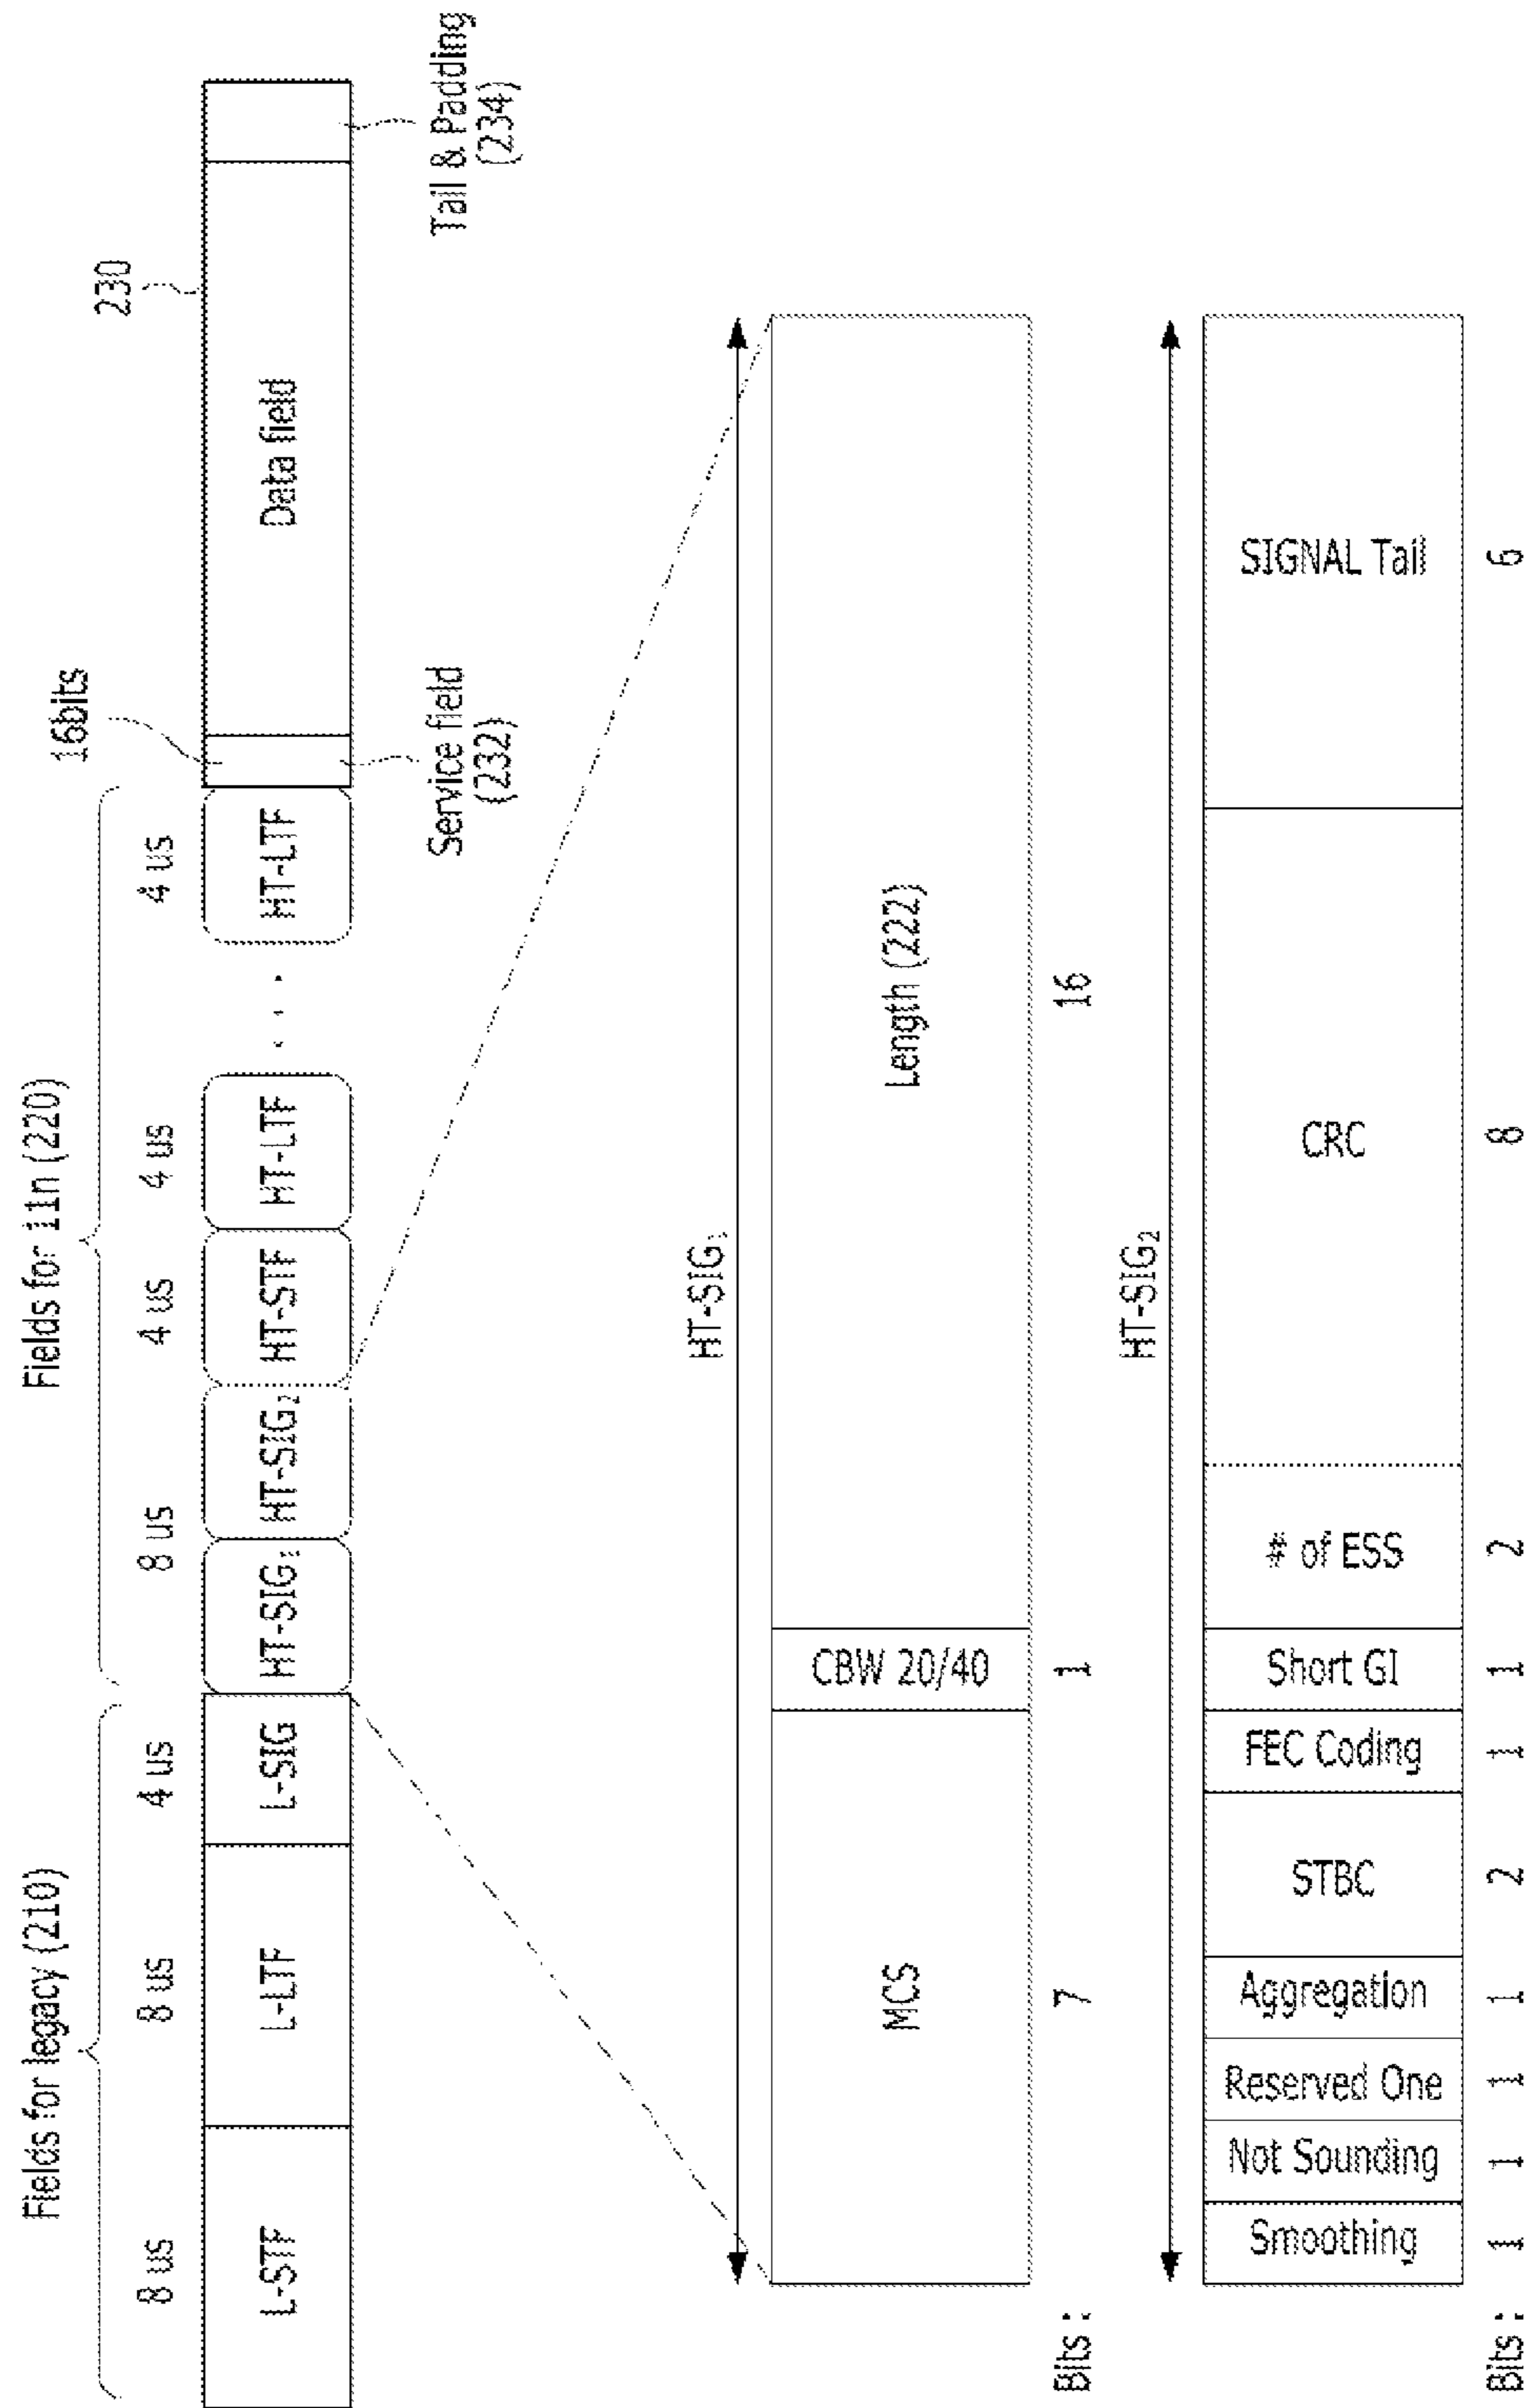 Fields for legacy (210)
Fields for 11n (220)
8 us
8 us
4 us
8 us
4 us
4 us
4 us
16bits
230
L-STF
L-LTF
L-SIG
HT-SIG₁
HT-SIG₂
HT-STF
HT-LTF
. . .
HT-LTF
Data field
Service field
(232)
Tail & Padding
(234)
HT-SIG₁
MCS
CBW 20/40
Length (222)
Bits :
7
1
16
HT-SIG₂
Smoothing
Not Sounding
Reserved One
Aggregation
STBC
FEC Coding
Short GI
# of ESS
CRC
SIGNAL Tail
Bits :
1
1
1
1
2
1
1
2
8
6